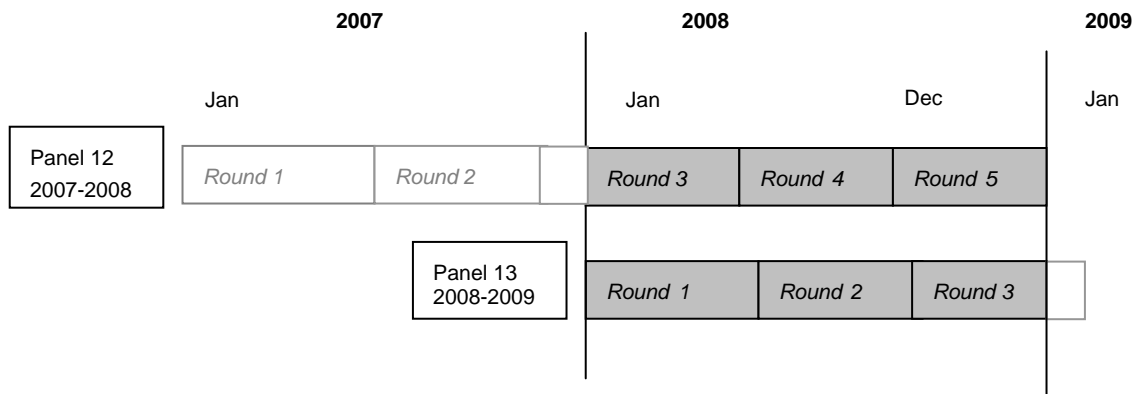 2007 2008 2009
Jan Jan Dec Jan
Panel 12
2007-2008
Round 1 Round 2 Round 3 Round 4 Round 5
Panel 13
2008-2009
Round 1 Round 2 Round 3